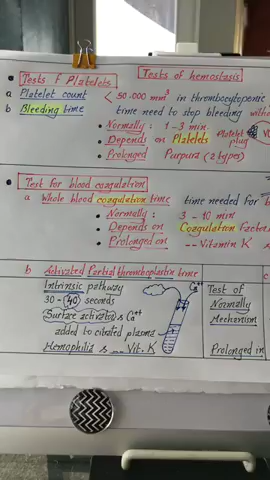 Tests of hemostasis
• Tests f Platelets
a Platelet count < 50.000 mm³ in thrombocytopenic
b Bleeding time time need to stop bleeding with
• Normally: 1-3 min.
• Depends on Platelets Platelet plug
• Prolonged Purpura (2 types)
• Test for blood coagulation
a Whole blood coagulation time time needed for
• Normally: 3 - 10 min
• Depends on Coagulation factors
• Prolonged on -- Vitamin K
b Activated Partial thromboplastin time
Intrinsic pathway
30 - 40 seconds
Surface activator & Ca++
added to citrated plasma
Hemophilia & -- Vit. K
Ca++
c
Test of
Normally
Mechanism
Prolonged in